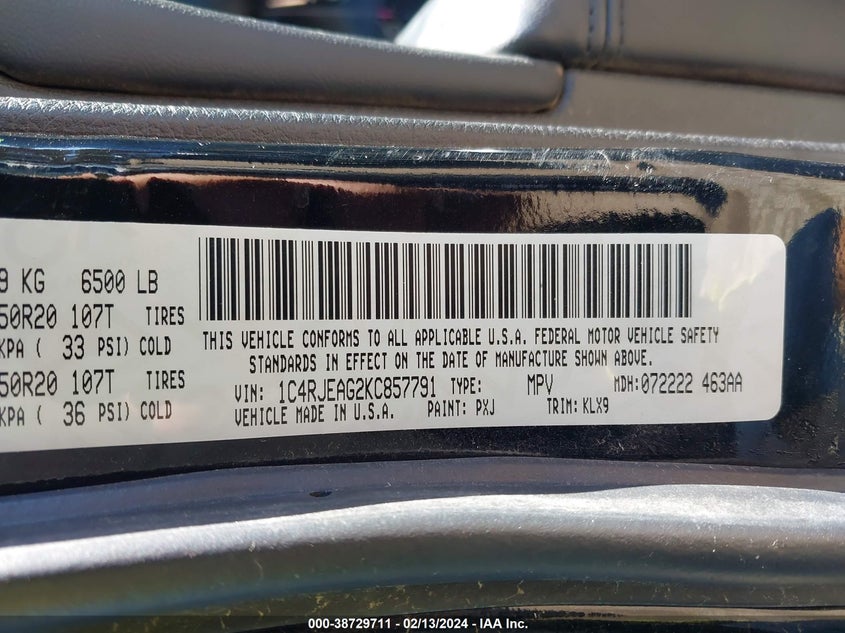 9 KG 6500 LB
50R20 107T TIRES
KPA ( 33 PSI) COLD
50R20 107T TIRES
KPA ( 36 PSI) COLD
THIS VEHICLE CONFORMS TO ALL APPLICABLE U.S.A. FEDERAL MOTOR VEHICLE SAFETY
STANDARDS IN EFFECT ON THE DATE OF MANUFACTURE SHOWN ABOVE.
VIN: 1C4RJEAG2KC857791 TYPE: MPV MDH:072222 463AA
VEHICLE MADE IN U.S.A. PAINT: PXJ TRIM: KLX9
000-38729711 - 02/13/2024 - IAA Inc.